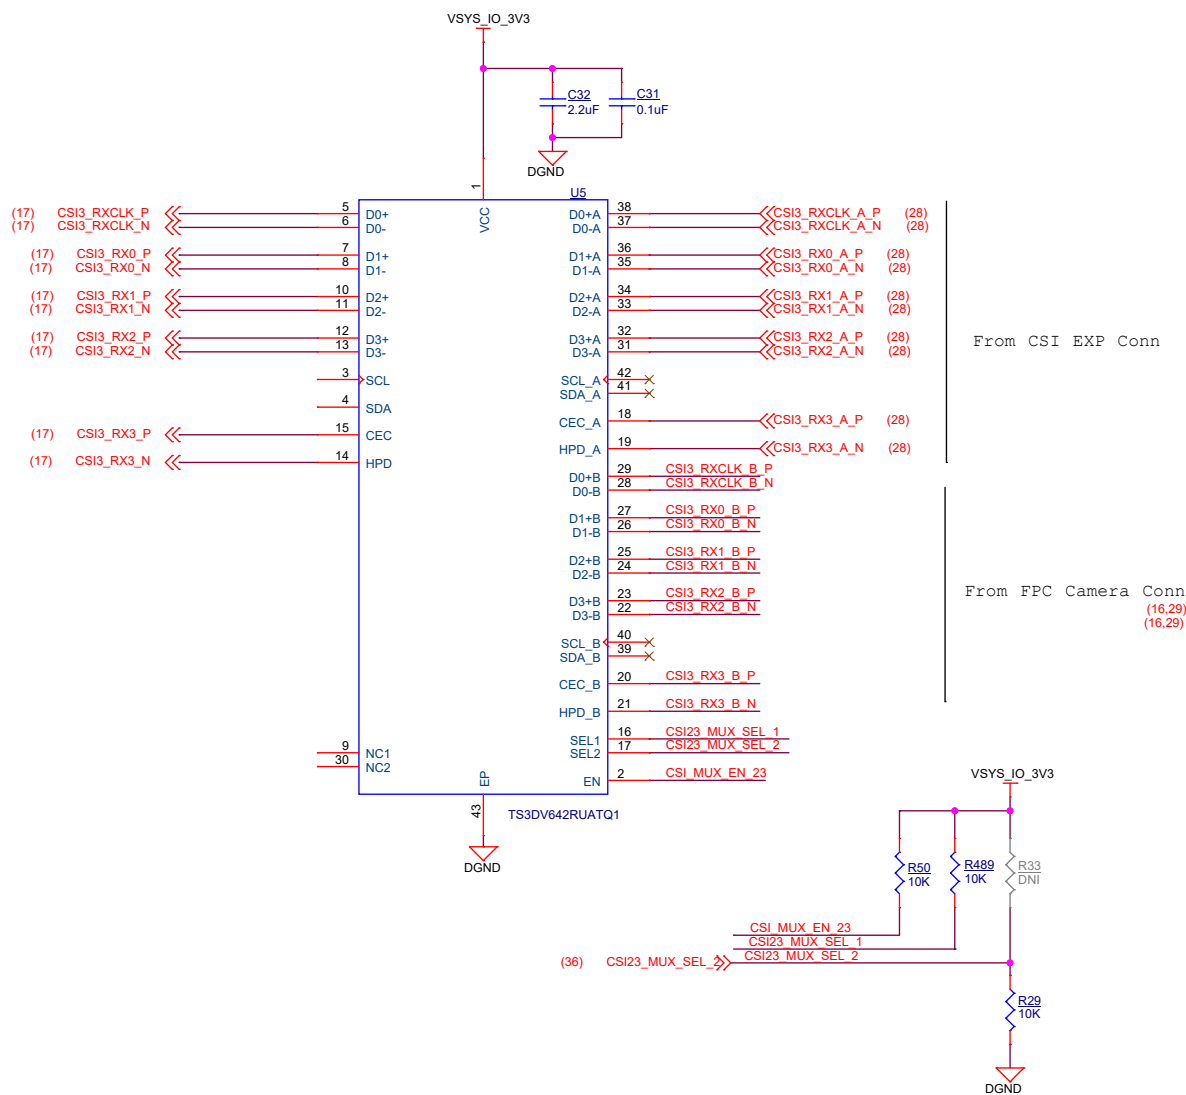 VSYS_IO_3V3
C32
2.2uF
C31
0.1uF
DGND
1
VCC
U5
(17) CSI3_RXCLK_P 5 D0+ D0+A 38 CSI3_RXCLK_A_P (28)
(17) CSI3_RXCLK_N 6 D0- D0-A 37 CSI3_RXCLK_A_N (28)
(17) CSI3_RX0_P 7 D1+ D1+A 36 CSI3_RX0_A_P (28)
(17) CSI3_RX0_N 8 D1- D1-A 35 CSI3_RX0_A_N (28)
(17) CSI3_RX1_P 10 D2+ D2+A 34 CSI3_RX1_A_P (28)
(17) CSI3_RX1_N 11 D2- D2-A 33 CSI3_RX1_A_N (28)
(17) CSI3_RX2_P 12 D3+ D3+A 32 CSI3_RX2_A_P (28)
(17) CSI3_RX2_N 13 D3- D3-A 31 CSI3_RX2_A_N (28)
From CSI EXP Conn
3 SCL SCL_A 42
SDA_A 41
4 SDA
CEC_A 18 CSI3_RX3_A_P (28)
(17) CSI3_RX3_P 15 CEC
HPD_A 19 CSI3_RX3_A_N (28)
(17) CSI3_RX3_N 14 HPD
D0+B 29 CSI3_RXCLK_B_P
D0-B 28 CSI3_RXCLK_B_N
D1+B 27 CSI3_RX0_B_P
D1-B 26 CSI3_RX0_B_N
D2+B 25 CSI3_RX1_B_P
D2-B 24 CSI3_RX1_B_N
D3+B 23 CSI3_RX2_B_P
D3-B 22 CSI3_RX2_B_N
From FPC Camera Conn
(16,29)
(16,29)
SCL_B 40
SDA_B 39
CEC_B 20 CSI3_RX3_B_P
HPD_B 21 CSI3_RX3_B_N
SEL1 16 CSI23_MUX_SEL_1
9 NC1 SEL2 17 CSI23_MUX_SEL_2
30 NC2
EN 2 CSI_MUX_EN_23
EP
43
TS3DV642RUATQ1
DGND
VSYS_IO_3V3
R50
10K
R489
10K
R33
DNI
CSI_MUX_EN_23
CSI23_MUX_SEL_1
(36) CSI23_MUX_SEL_2 CSI23_MUX_SEL_2
R29
10K
DGND